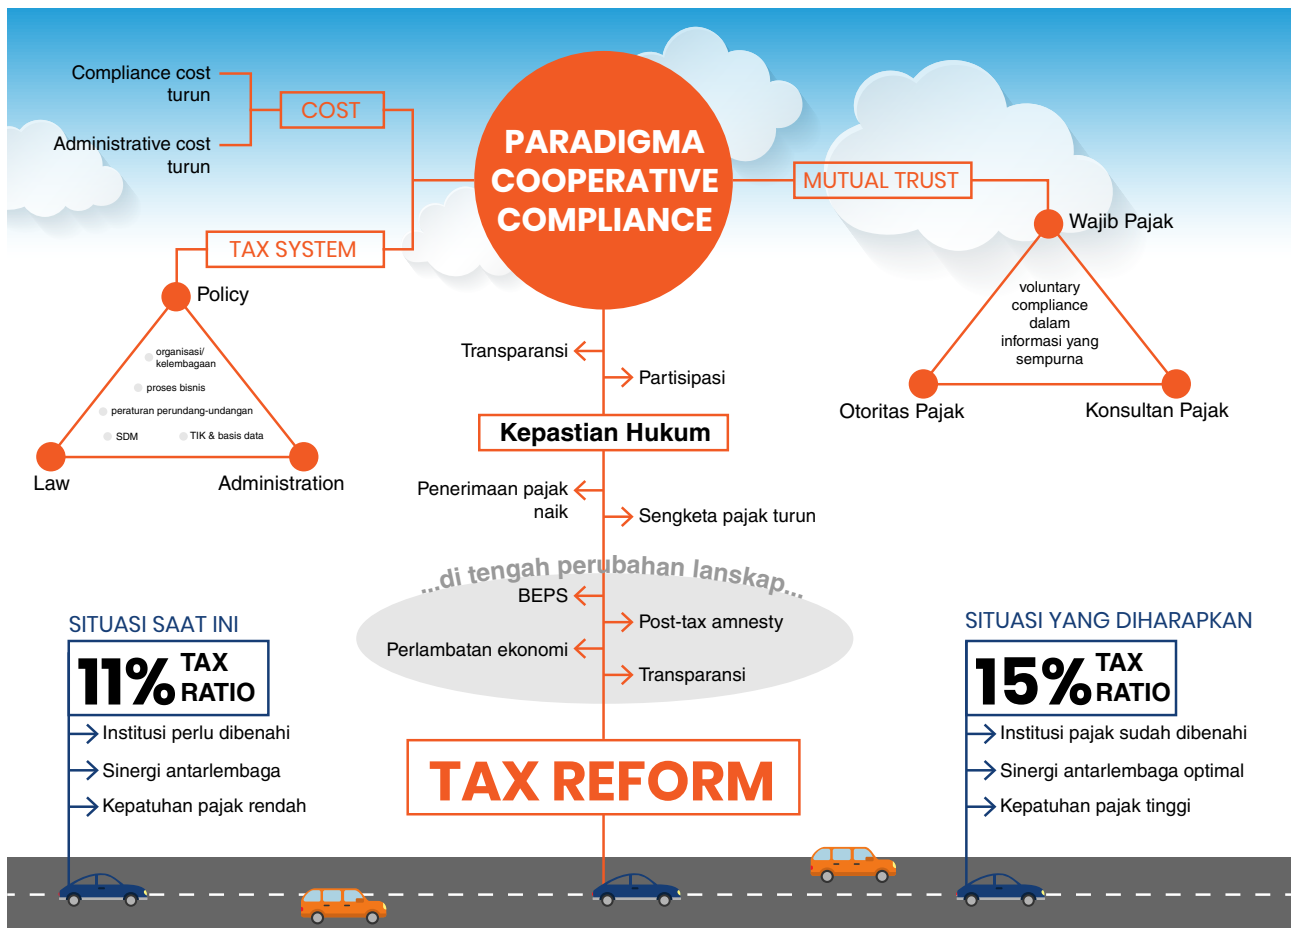 Compliance cost
turun
COST
Administrative cost
turun
PARADIGMA
COOPERATIVE
COMPLIANCE
MUTUAL TRUST
Wajib Pajak
voluntary
compliance
dalam
informasi yang
sempurna
Otoritas Pajak
Konsultan Pajak
TAX SYSTEM
Policy
organisasi/
kelembagaan
proses bisnis
peraturan perundang-undangan
SDM
TIK & basis data
Law
Administration
Transparansi
Partisipasi
Kepastian Hukum
Penerimaan pajak
naik
Sengketa pajak turun
...di tengah perubahan lanskap...
BEPS
Post-tax amnesty
Perlambatan ekonomi
Transparansi
TAX REFORM
SITUASI SAAT INI
11% TAX
RATIO
Institusi perlu dibenahi
Sinergi antarlembaga
Kepatuhan pajak rendah
SITUASI YANG DIHARAPKAN
15% TAX
RATIO
Institusi pajak sudah dibenahi
Sinergi antarlembaga optimal
Kepatuhan pajak tinggi